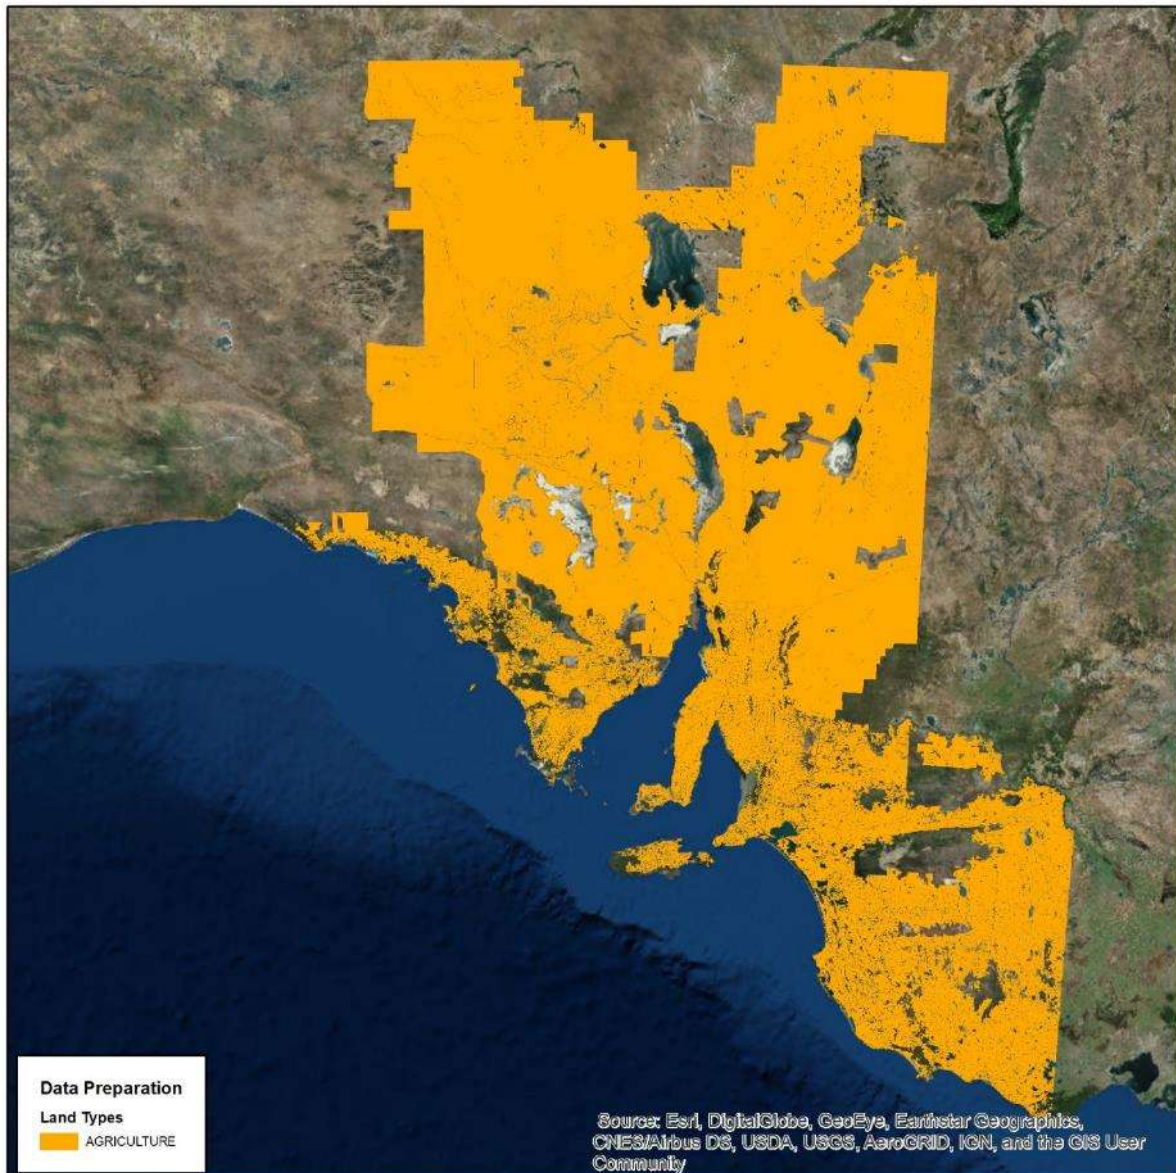 Data Preparation
Land Types
AGRICULTURE
Source: Esri, DigitalGlobe, GeoEye, Earthstar Geographics,
CNES/Airbus DS, USDA, USGS, AeroGRID, IGN, and the GIS User
Community